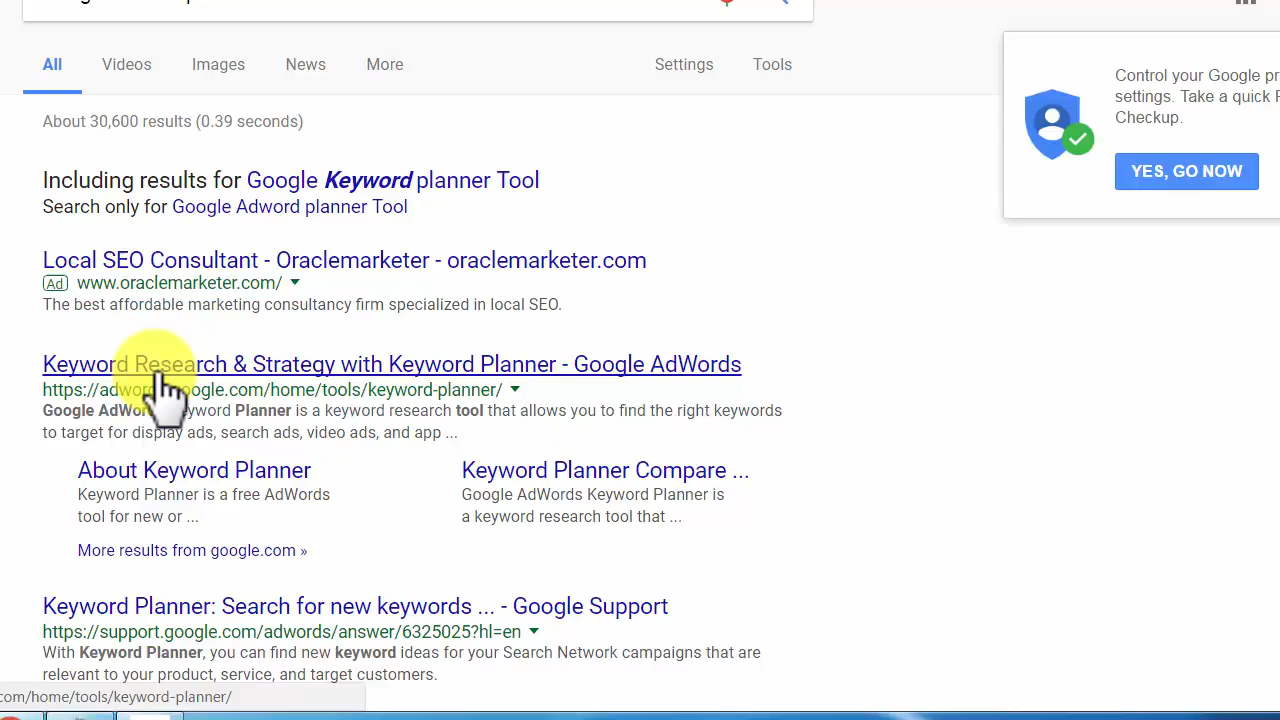 All
Videos
Images
News
More
Settings
Tools
Control your Google pr
settings. Take a quick P
Checkup.
YES, GO NOW
About 30,600 results (0.39 seconds)
Including results for Google Keyword planner Tool
Search only for Google Adword planner Tool
Local SEO Consultant - Oraclemarketer - oraclemarketer.com
Ad www.oraclemarketer.com/
The best affordable marketing consultancy firm specialized in local SEO.
Keyword Research & Strategy with Keyword Planner - Google AdWords
https://adwor oogle.com/home/tools/keyword-planner/
Google AdWor yword Planner is a keyword research tool that allows you to find the right keywords
to target for display ads, search ads, video ads, and app ...
About Keyword Planner
Keyword Planner is a free AdWords
tool for new or ...
Keyword Planner Compare ...
Google AdWords Keyword Planner is
a keyword research tool that ...
More results from google.com »
Keyword Planner: Search for new keywords ... - Google Support
https://support.google.com/adwords/answer/6325025?hl=en
With Keyword Planner, you can find new keyword ideas for your Search Network campaigns that are
relevant to your product, service, and target customers.
com/home/tools/keyword-planner/